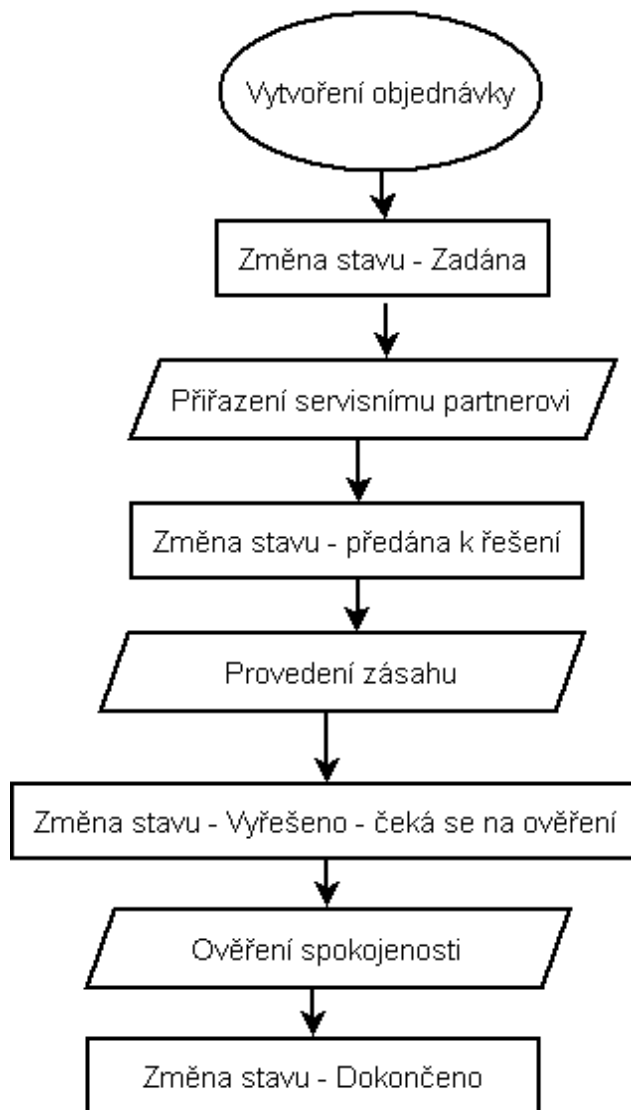 Vytvoření objednávky
Změna stavu - Zadána
Přiřazení servisnímu partnerovi
Změna stavu - předána k řešení
Provedení zásahu
Změna stavu - Vyřešeno - čeká se na ověření
Ověření spokojenosti
Změna stavu - Dokončeno